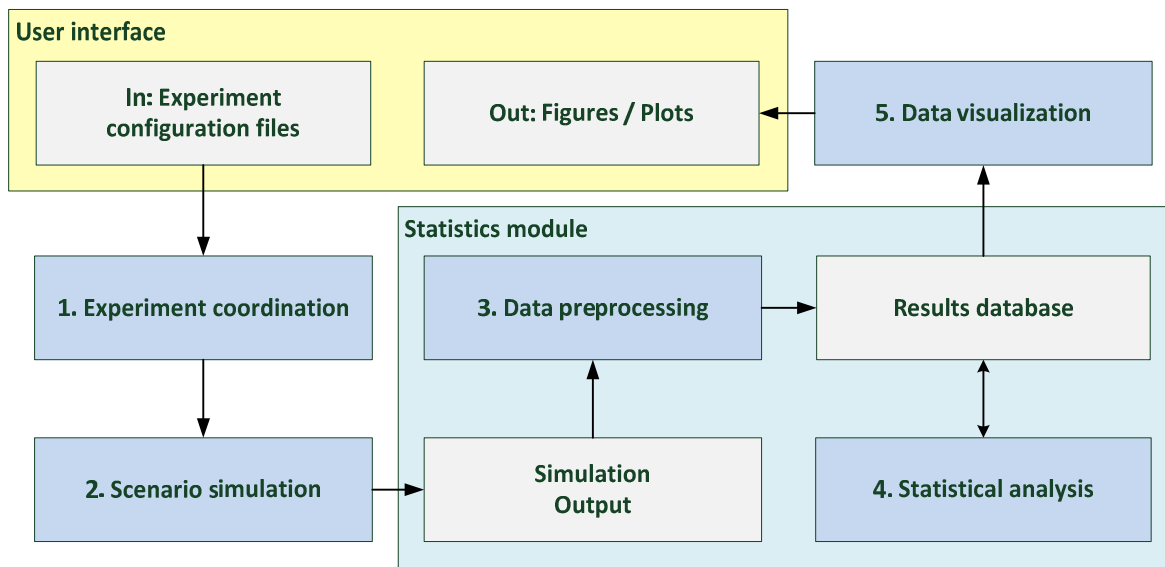 User interface
In: Experiment
configuration files
Out: Figures / Plots
5. Data visualization
Statistics module
1. Experiment coordination
3. Data preprocessing
Results database
2. Scenario simulation
Simulation
Output
4. Statistical analysis